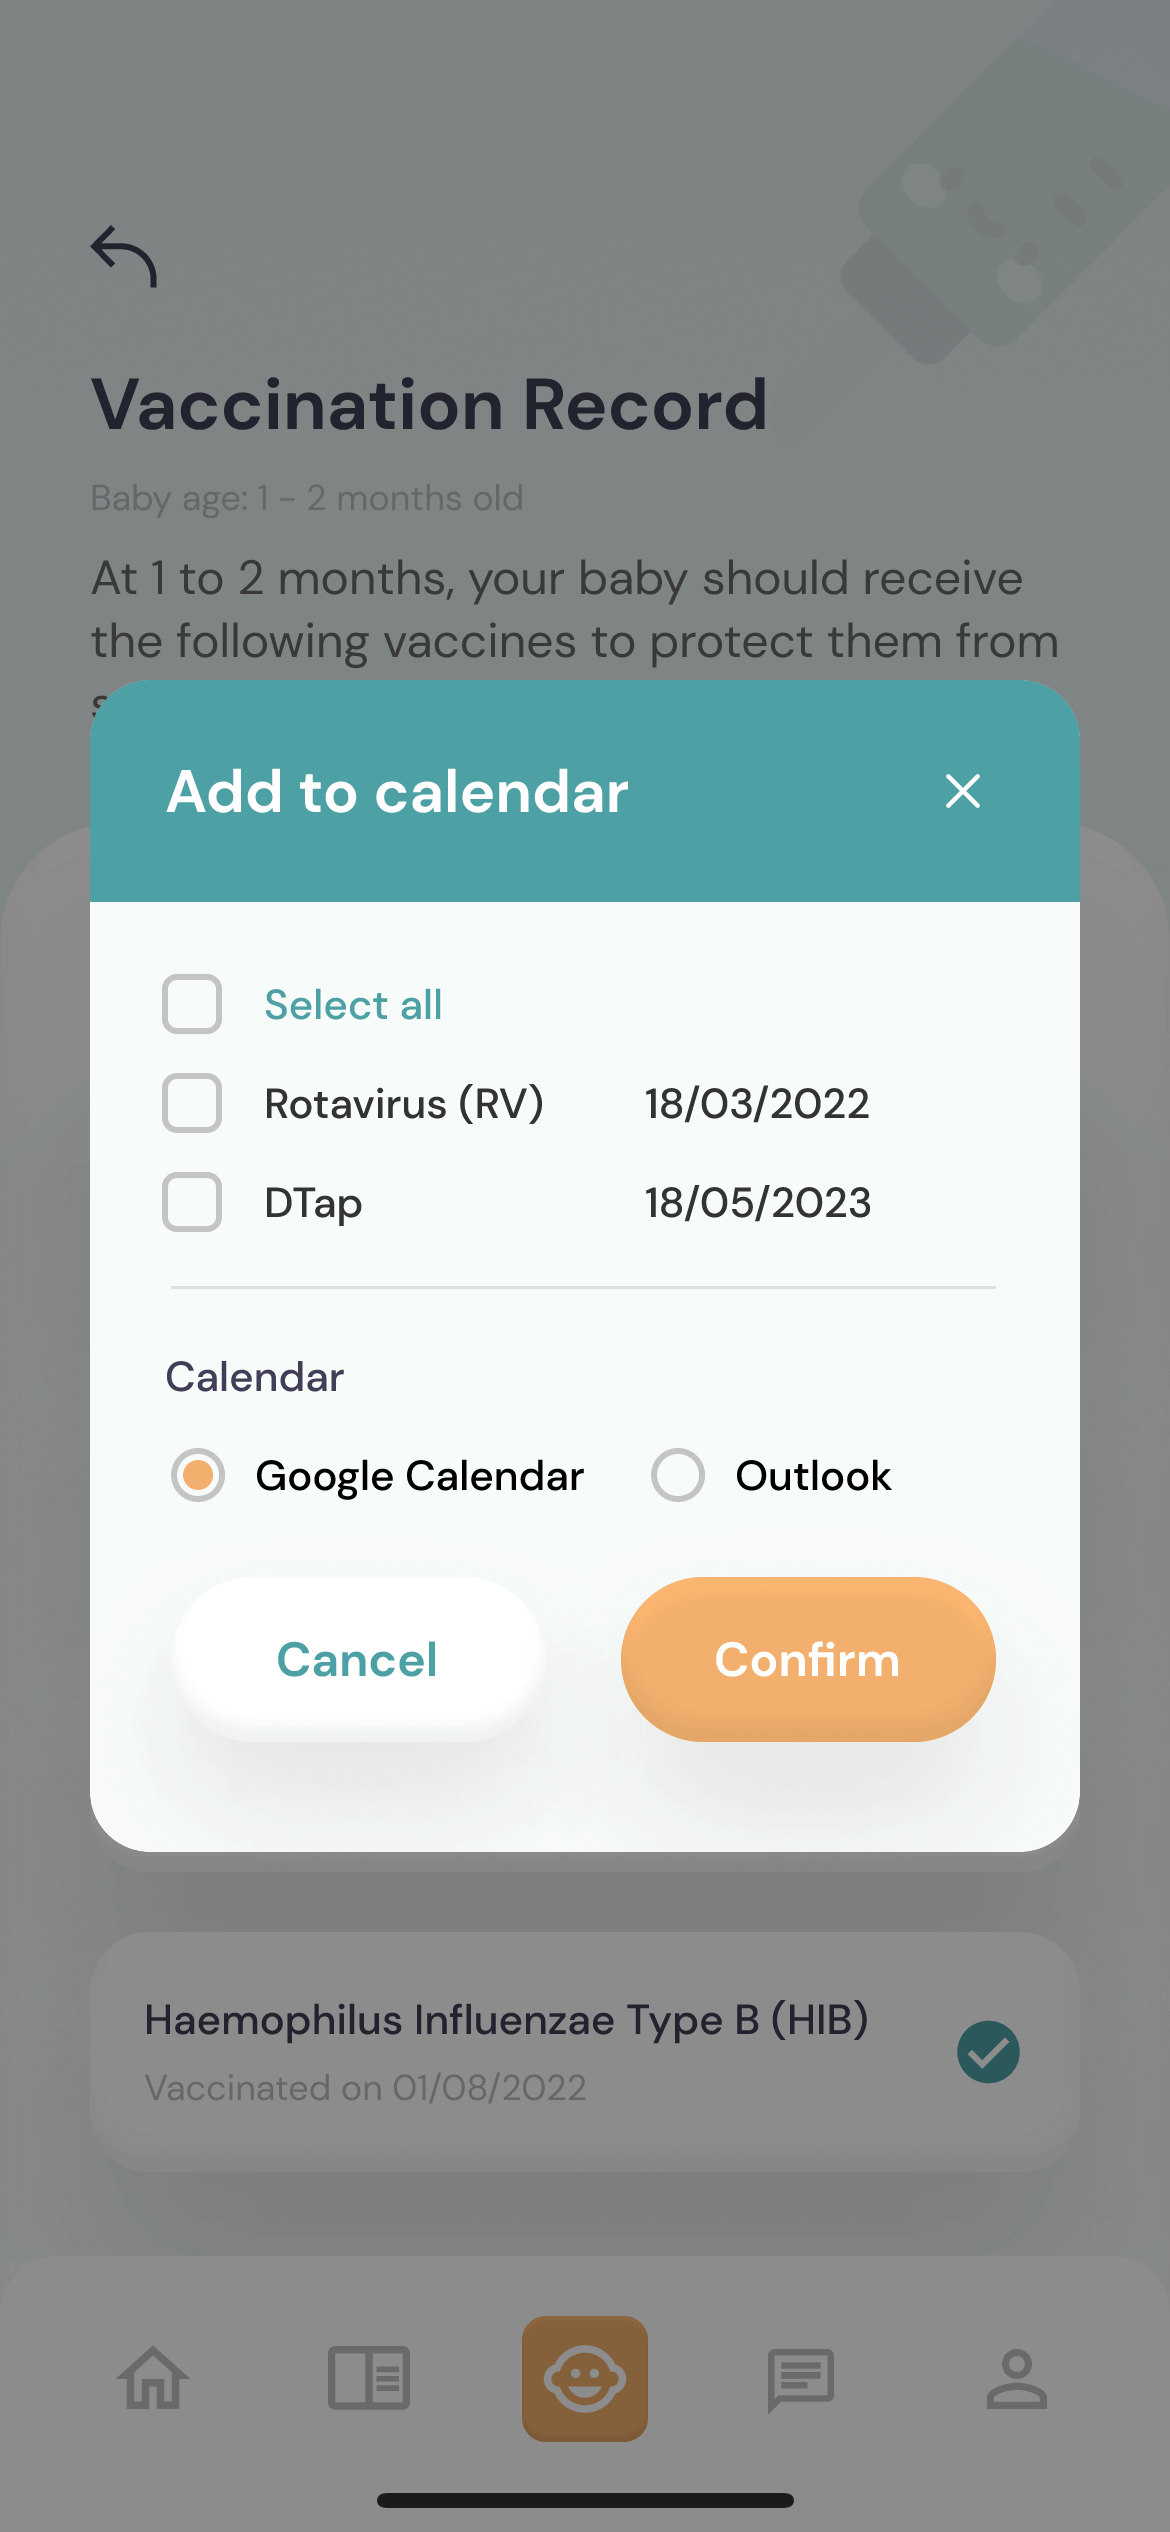 Vaccination Record
Baby age: 1 - 2 months old
At 1 to 2 months, your baby should receive
the following vaccines to protect them from
Add to calendar
Select all
Rotavirus (RV) 18/03/2022
DTap 18/05/2023
Calendar
Google Calendar Outlook
Cancel Confirm
Haemophilus Influenzae Type B (HIB)
Vaccinated on 01/08/2022